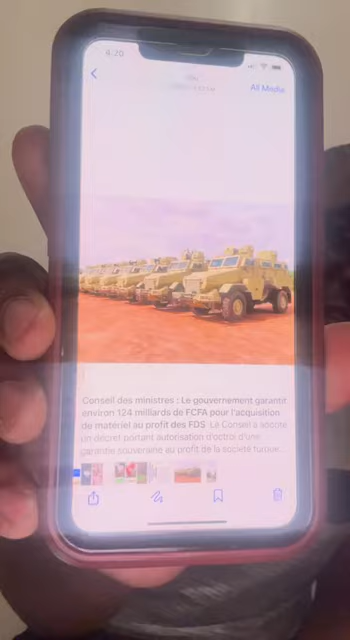 4:20
All Media
Conseil des ministres : Le gouvernement garantit
environ 124 milliards de FCFA pour l'acquisition
de matériel au profit des FDS Le Conseil a adopté
un décret portant autorisation d'octroi d'une
garantie souveraine au profit de la société turque